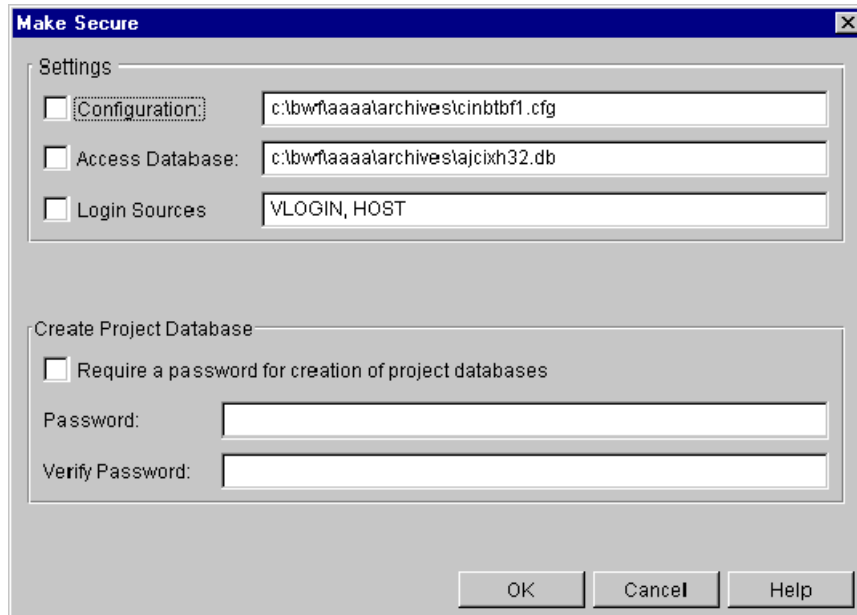 Make Secure
Settings
Configuration:
c:\bwf\aaaa\archives\cinbtbf1.cfg
Access Database:
c:\bwf\aaaa\archives\ajcixh32.db
Login Sources
VLOGIN, HOST
Create Project Database
Require a password for creation of project databases
Password:
Verify Password:
OK
Cancel
Help